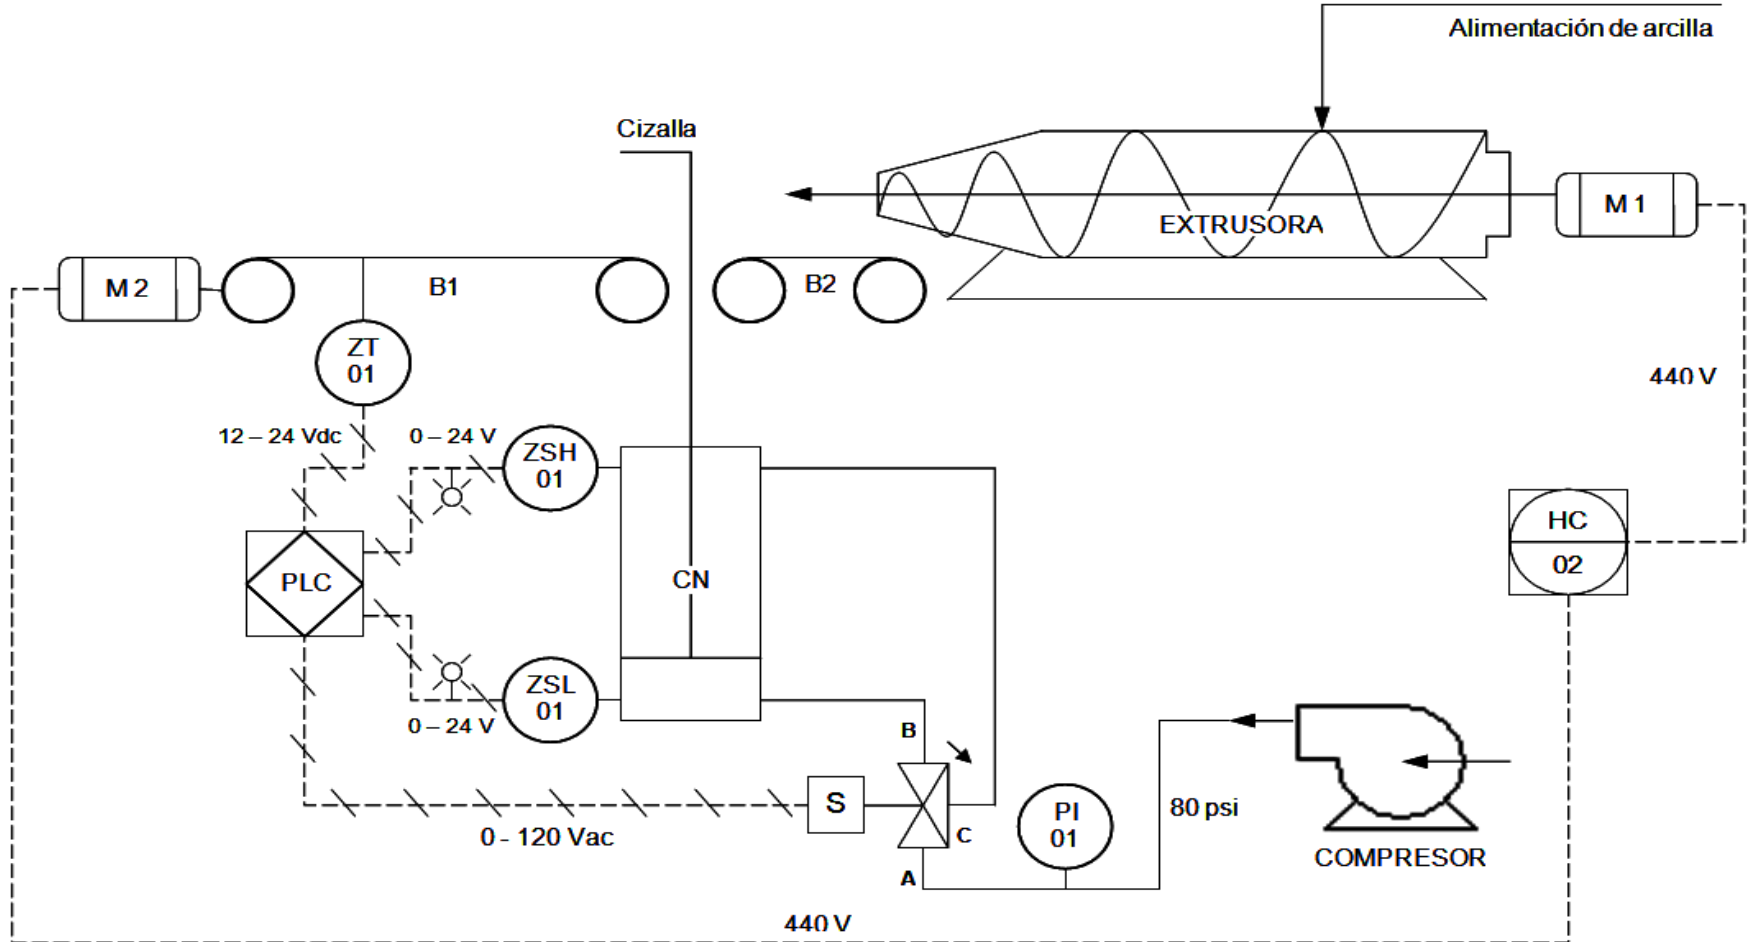 Alimentación de arcilla
Cizalla
M 1
EXTRUSORA
M 2
B1
B2
ZT
01
440 V
12 – 24 Vdc
0 – 24 V
ZSH
01
HC
02
PLC
CN
ZSL
01
0 – 24 V
B
S
PI
01
80 psi
C
0 - 120 Vac
COMPRESOR
A
440 V